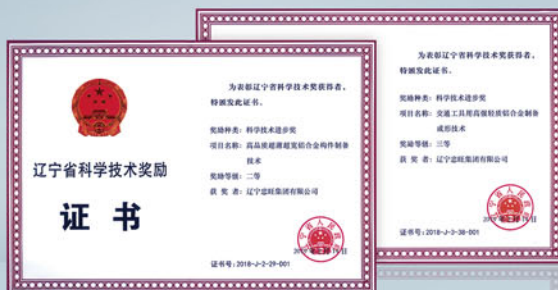 辽宁省科学技术奖励
证书
为表彰辽宁省科学技术奖获得者,
特颁发此证书。
奖励种类: 科学技术进步奖
项目名称: 高品质超薄超宽铝合金构件制备
技术
奖励等级: 二等
获 奖 者: 辽宁忠旺集团有限公司
证书号: 2018-J-2-29-001
为表彰辽宁省科学技术奖获得者,
特颁发此证书。
奖励种类: 科学技术进步奖
项目名称: 交通工具用高强轻质铝合金制备
成形技术
奖励等级: 三等
获 奖 者: 辽宁忠旺集团有限公司
证书号: 2018-J-3-38-001